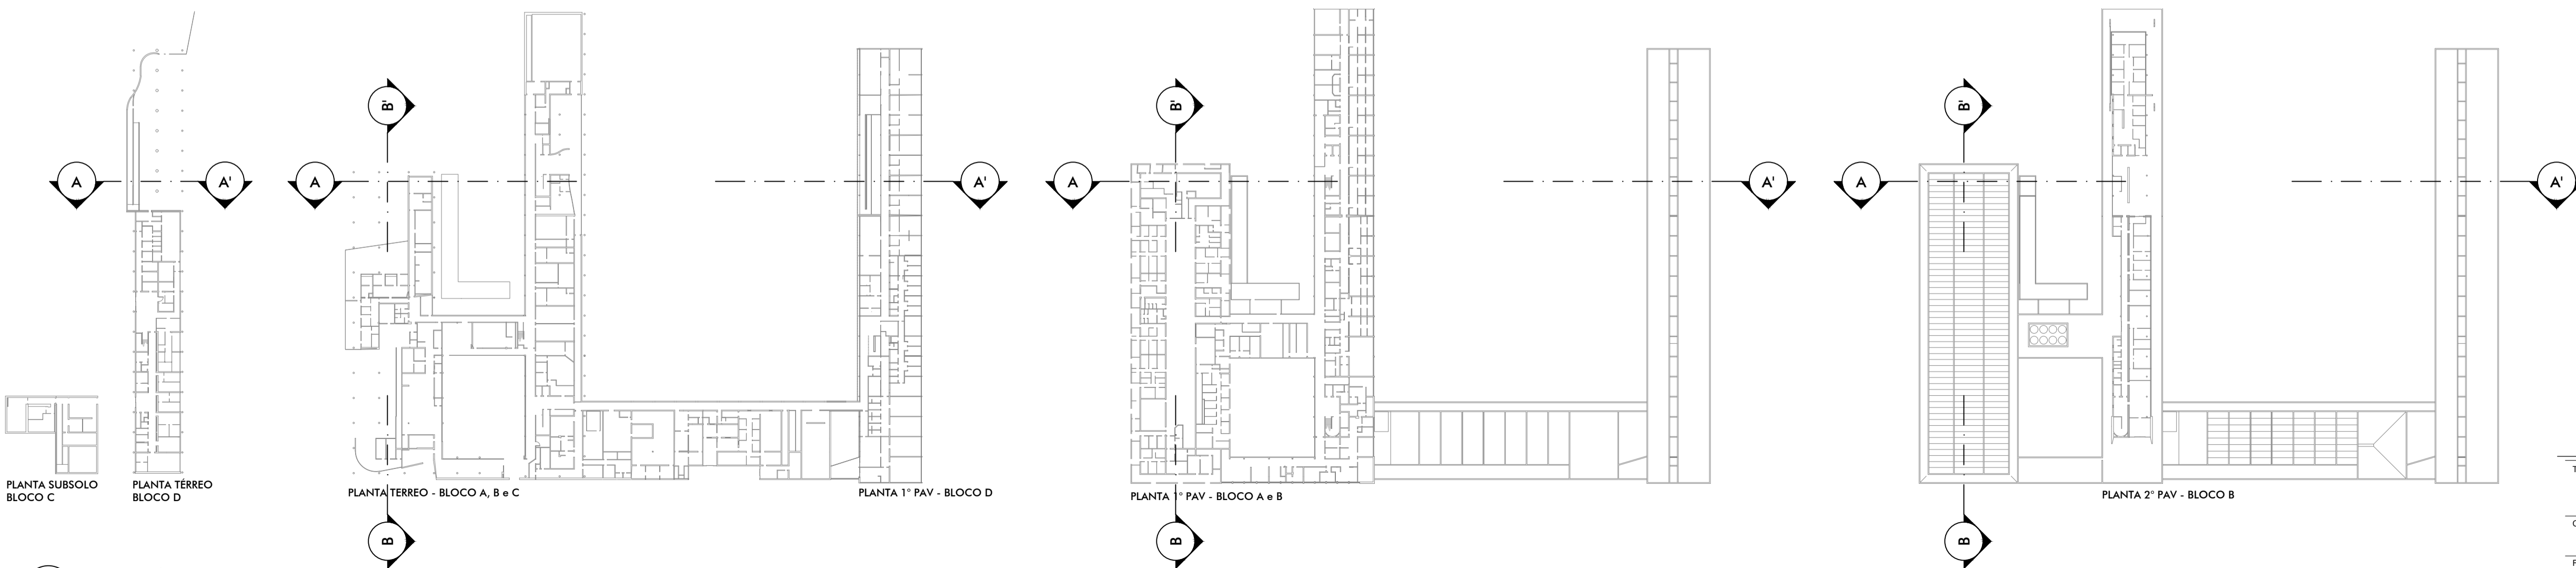 B'
B'
B'
A
A'
A
A'
A
A'
A
A'
PLANTA SUBSOLO
BLOCO C
PLANTA TÉRREO
BLOCO D
PLANTA TERREO - BLOCO A, B e C
PLANTA 1° PAV - BLOCO D
PLANTA 1° PAV - BLOCO A e B
PLANTA 2° PAV - BLOCO B
B
B
B